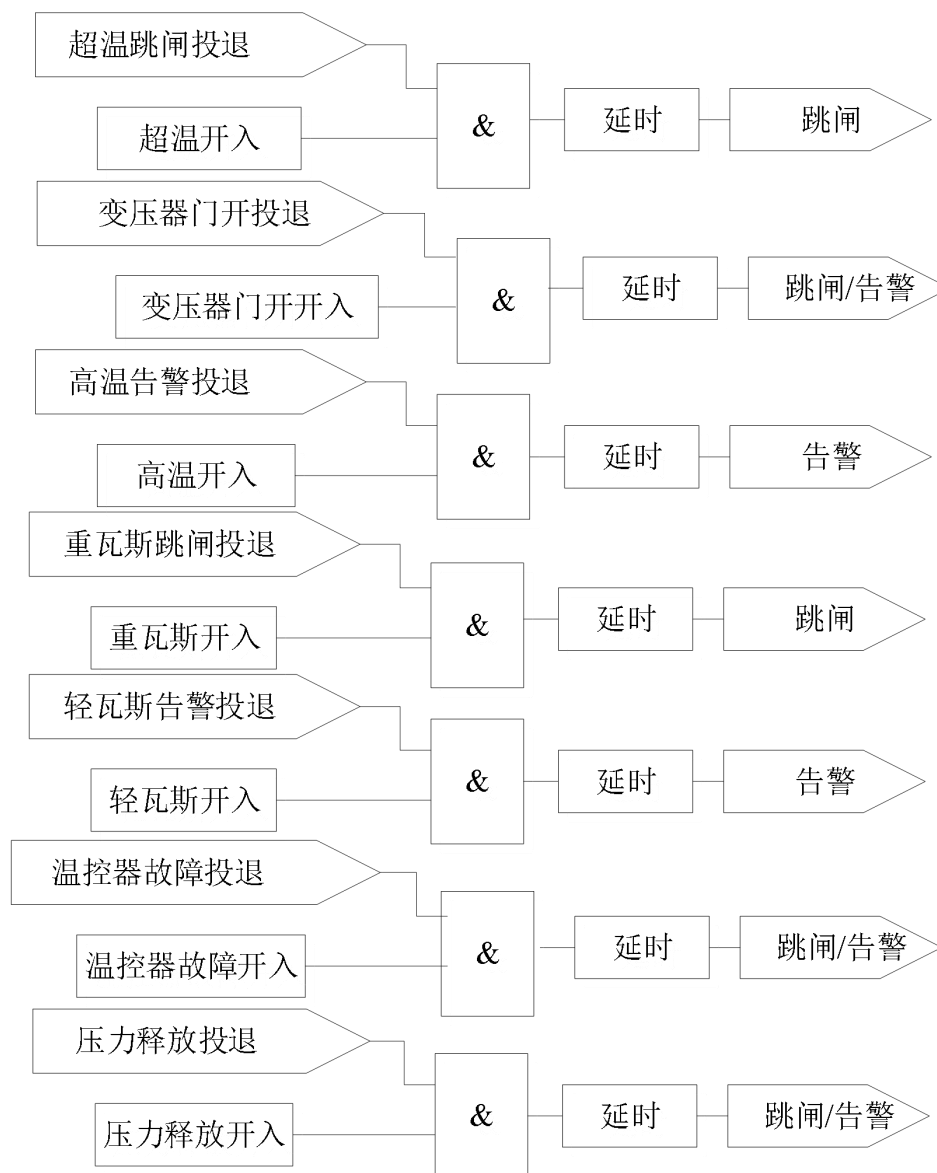 超温跳闸投退
超温开入
&
延时
跳闸
变压器门开投退
变压器门开开入
&
延时
跳闸/告警
高温告警投退
高温开入
&
延时
告警
重瓦斯跳闸投退
重瓦斯开入
&
延时
跳闸
轻瓦斯告警投退
轻瓦斯开入
&
延时
告警
温控器故障投退
温控器故障开入
&
延时
跳闸/告警
压力释放投退
压力释放开入
&
延时
跳闸/告警